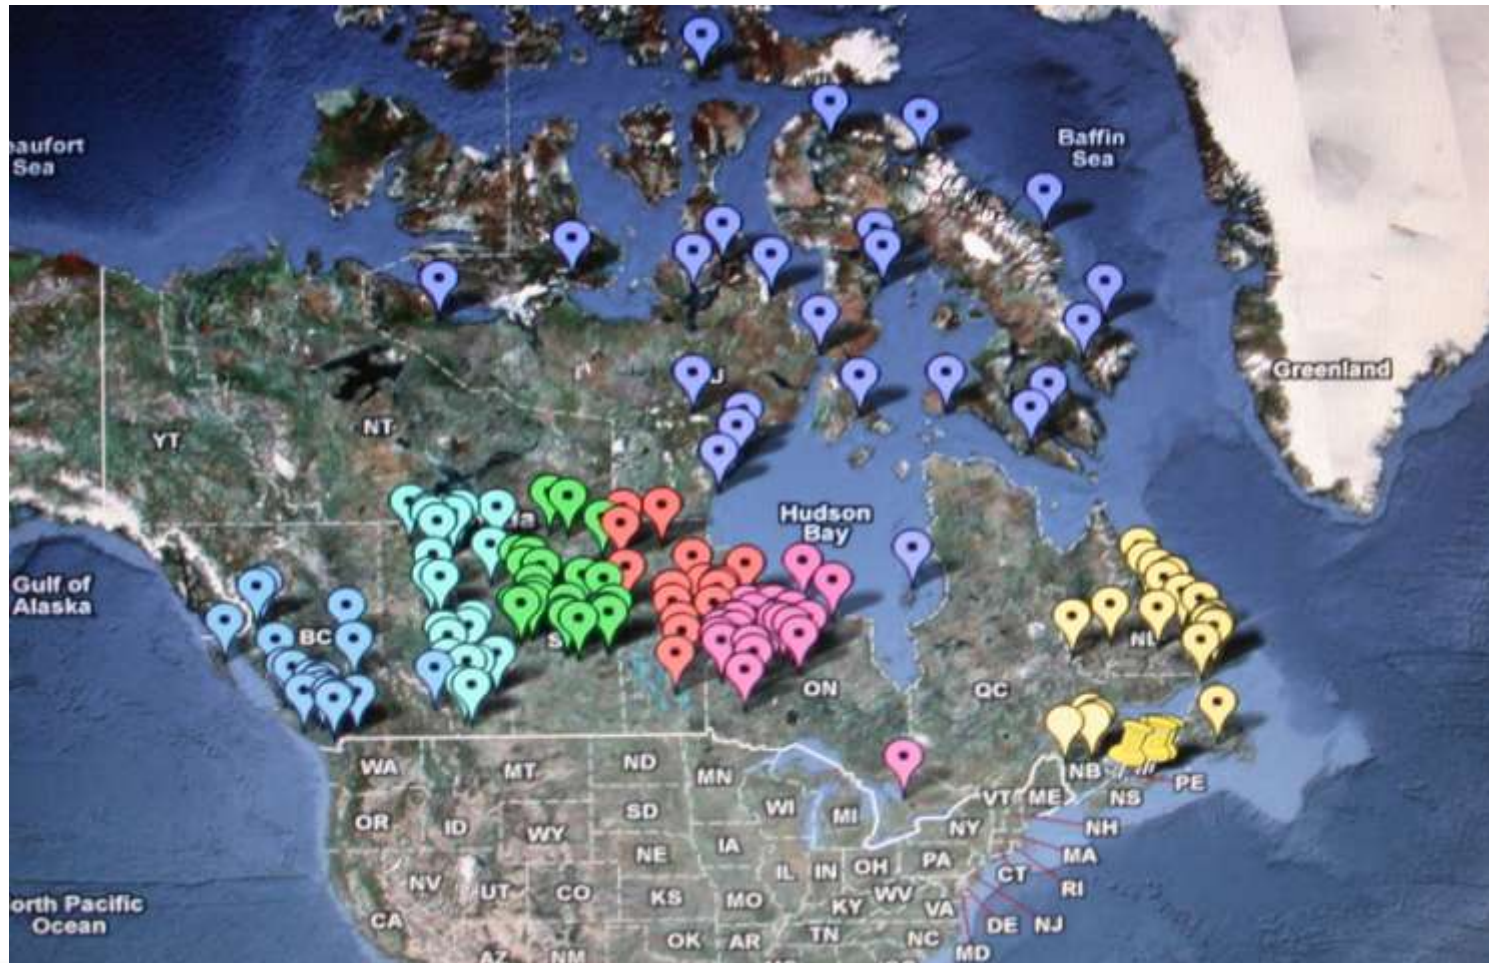 Baffin
Sea
eaufort
Sea
Greenland
J
YT
NT
Hudson
Bay
Gulf of
Alaska
BC
S
NL
ON
QC
WA
MT
ND
MN
NB
PE
VT
ME
NS
OR
ID
SD
WI
MI
NY
NH
WY
IA
MA
NE
IL
IN
OH
PA
CT
RI
NV
UT
CO
KS
MO
KY
WV
VA
DE
NJ
orth Pacific
Ocean
CA
OK
AR
TN
NC
MD
AZ
NM